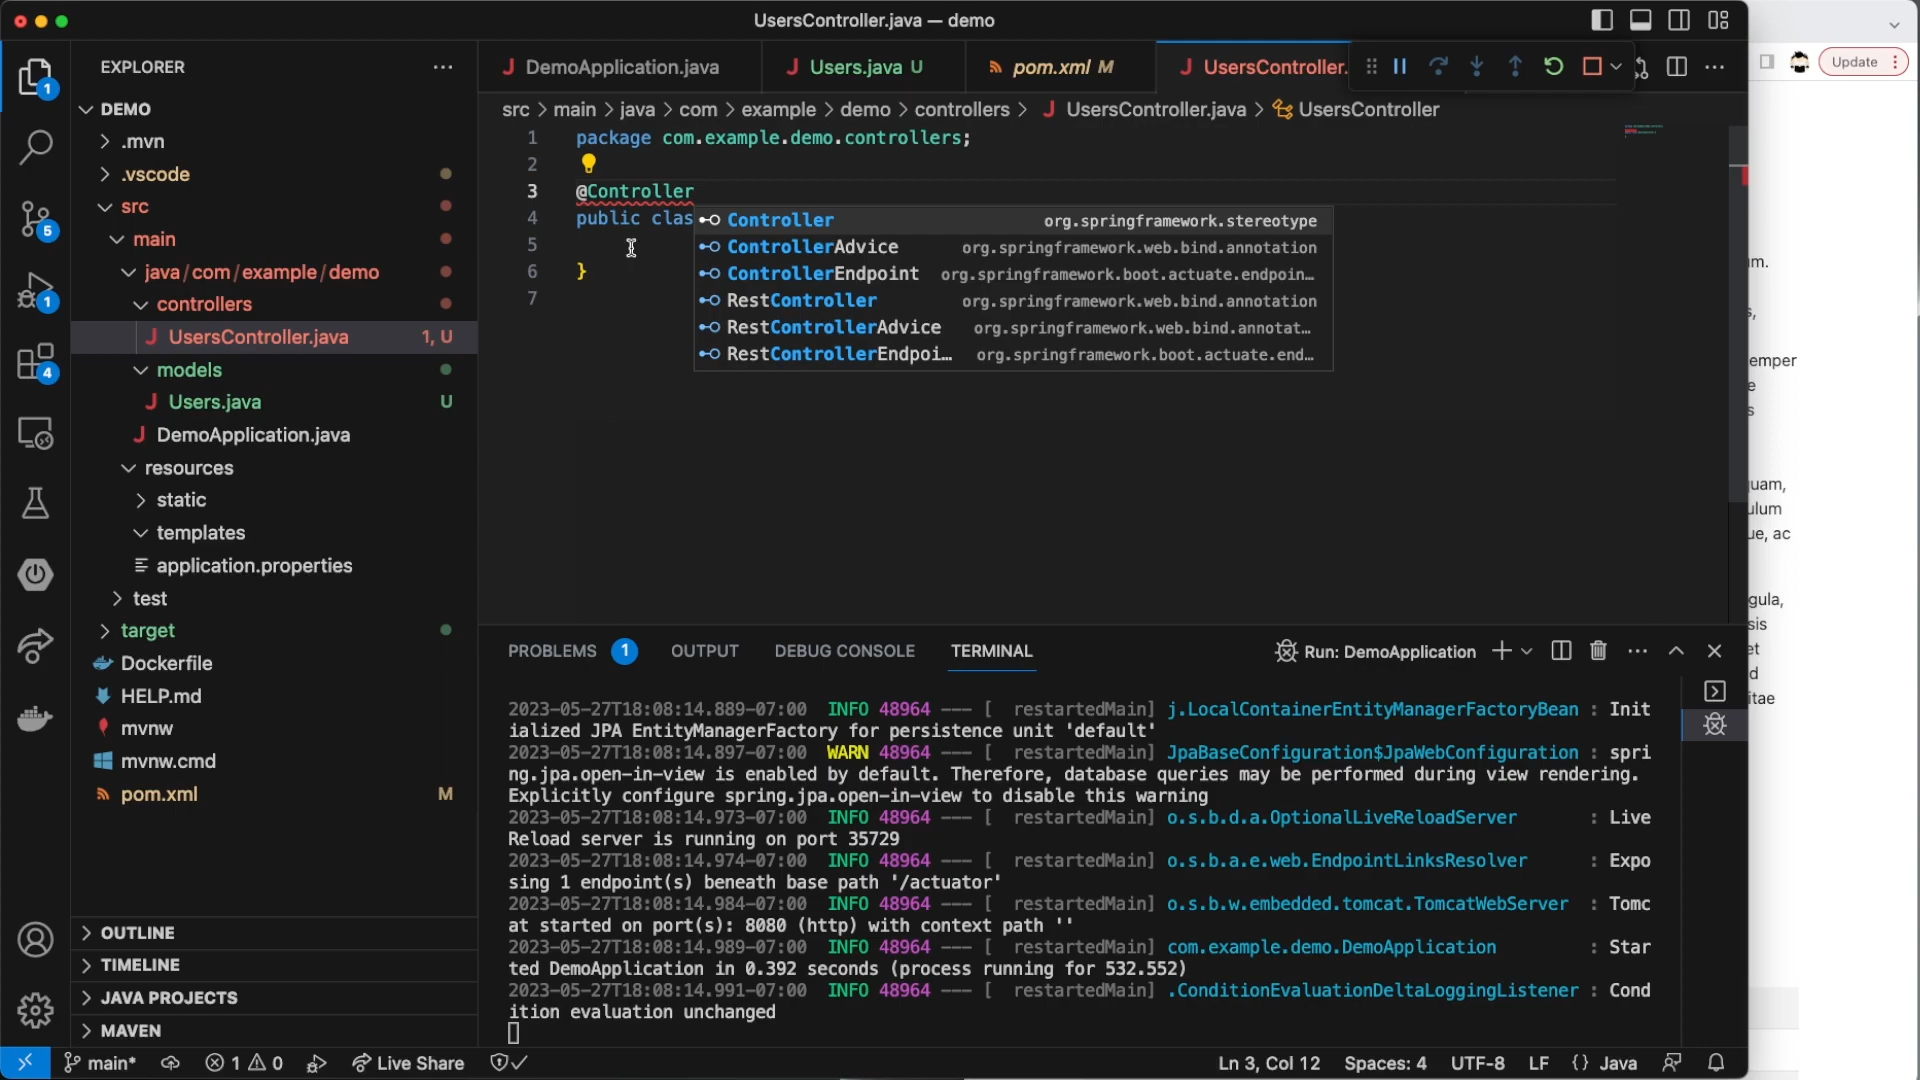 UsersController.java — demo
Update
EXPLORER
DemoApplication.java
Users.java U
pom.xml M
UsersController.
DEMO
src > main > java > com > example > demo > controllers > UsersController.java > UsersController
.mvn
.vscode
src
main
java / com / example / demo
controllers
UsersController.java 1, U
models
Users.java U
DemoApplication.java
resources
static
templates
application.properties
test
target
Dockerfile
HELP.md
mvnw
mvnw.cmd
pom.xml M
OUTLINE
TIMELINE
JAVA PROJECTS
MAVEN
1
5
1
4
1 package com.example.demo.controllers;
2
3 @Controller
4 public clas
5
6 }
7
Controller org.springframework.stereotype
ControllerAdvice org.springframework.web.bind.annotation
ControllerEndpoint org.springframework.boot.actuate.endpoin…
RestController org.springframework.web.bind.annotation
RestControllerAdvice org.springframework.web.bind.annotat…
RestControllerEndpoi… org.springframework.boot.actuate.end…
PROBLEMS 1 OUTPUT DEBUG CONSOLE TERMINAL
Run: DemoApplication
2023-05-27T18:08:14.889-07:00 INFO 48964 --- [ restartedMain] j.LocalContainerEntityManagerFactoryBean : Init
ialized JPA EntityManagerFactory for persistence unit 'default'
2023-05-27T18:08:14.897-07:00 WARN 48964 --- [ restartedMain] JpaBaseConfiguration$JpaWebConfiguration : spri
ng.jpa.open-in-view is enabled by default. Therefore, database queries may be performed during view rendering.
Explicitly configure spring.jpa.open-in-view to disable this warning
2023-05-27T18:08:14.973-07:00 INFO 48964 --- [ restartedMain] o.s.b.d.a.OptionalLiveReloadServer : Live
Reload server is running on port 35729
2023-05-27T18:08:14.974-07:00 INFO 48964 --- [ restartedMain] o.s.b.a.e.web.EndpointLinksResolver : Expo
sing 1 endpoint(s) beneath base path '/actuator'
2023-05-27T18:08:14.984-07:00 INFO 48964 --- [ restartedMain] o.s.b.w.embedded.tomcat.TomcatWebServer : Tomc
at started on port(s): 8080 (http) with context path ''
2023-05-27T18:08:14.989-07:00 INFO 48964 --- [ restartedMain] com.example.demo.DemoApplication : Star
ted DemoApplication in 0.392 seconds (process running for 532.552)
2023-05-27T18:08:14.991-07:00 INFO 48964 --- [ restartedMain] .ConditionEvaluationDeltaLoggingListener : Cond
ition evaluation unchanged
main* 1 0 Live Share
Ln 3, Col 12 Spaces: 4 UTF-8 LF {} Java
emper
ue, ac
itae